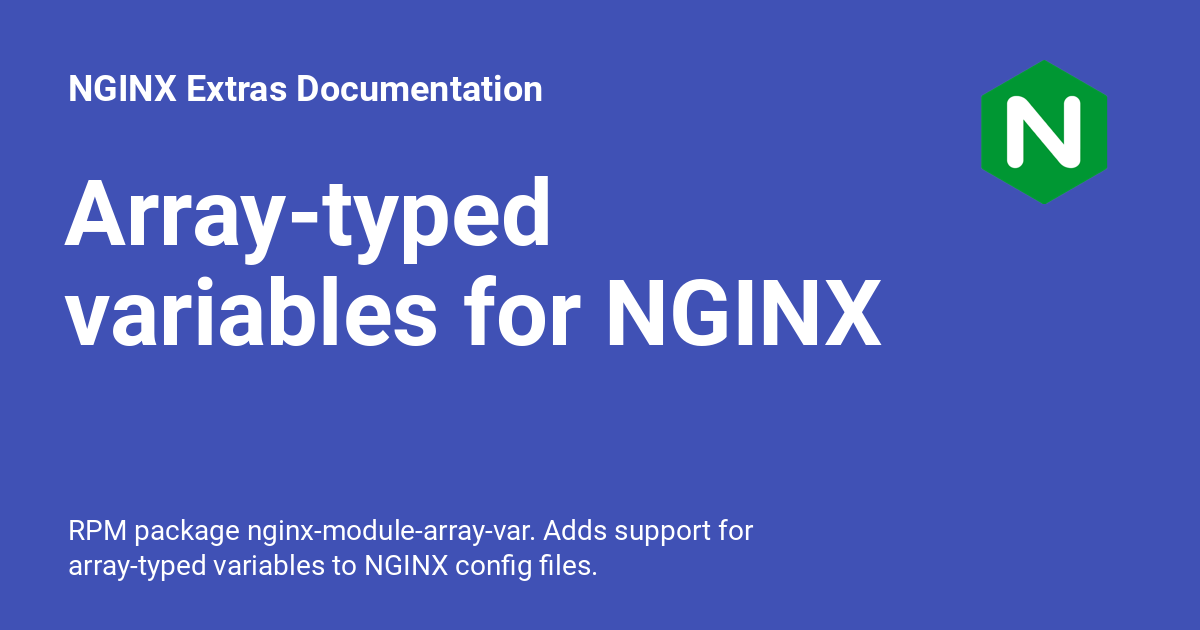 NGINX Extras Documentation
N
Array-typed
variables for NGINX
RPM package nginx-module-array-var. Adds support for
array-typed variables to NGINX config files.